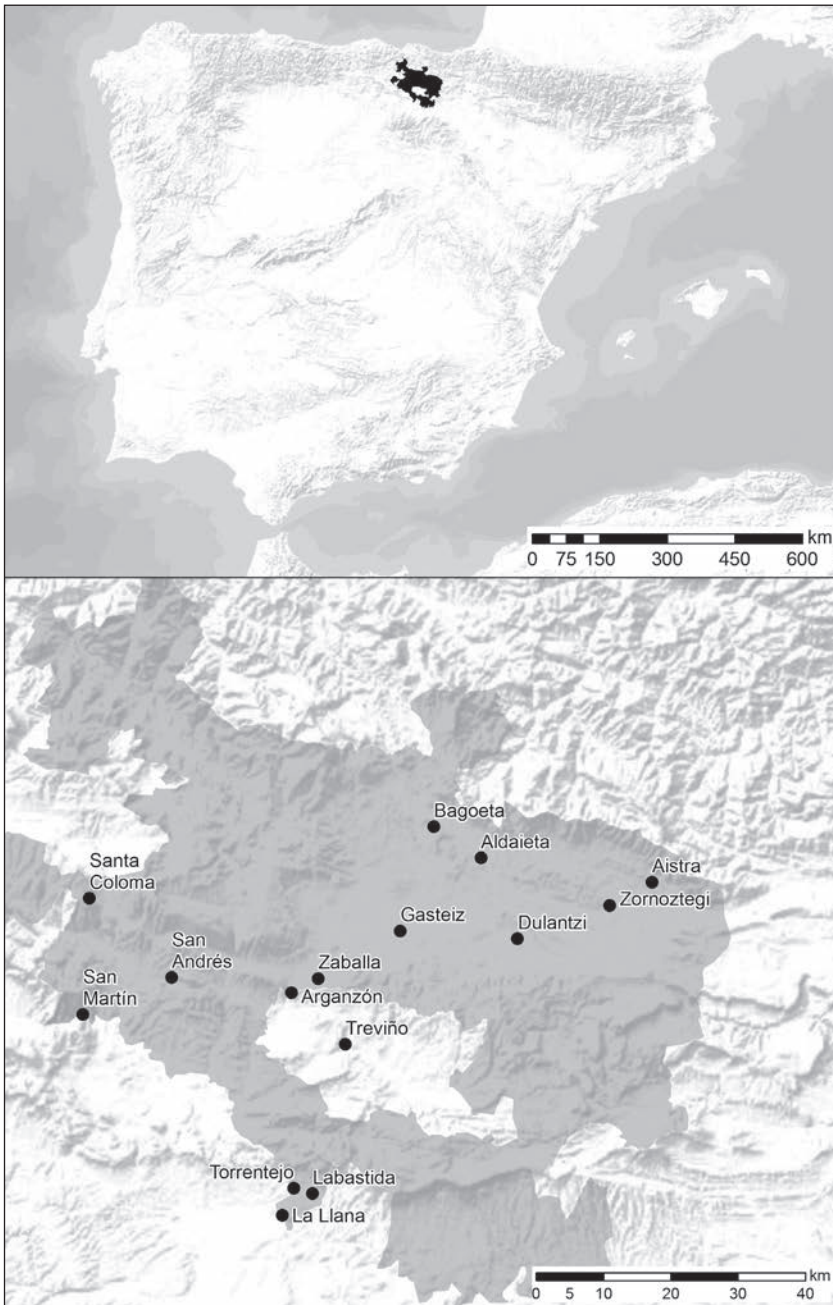 km
0 75 150 300 450 600
Bagoeta
Aldaieta
Santa
Coloma
Aistra
Zornoztegi
Gasteiz
Dulantzi
San
Andrés
Zaballa
San
Martín
Arganzón
Treviño
Torrentejo
Labastida
La Llana
km
0 5 10 20 30 40